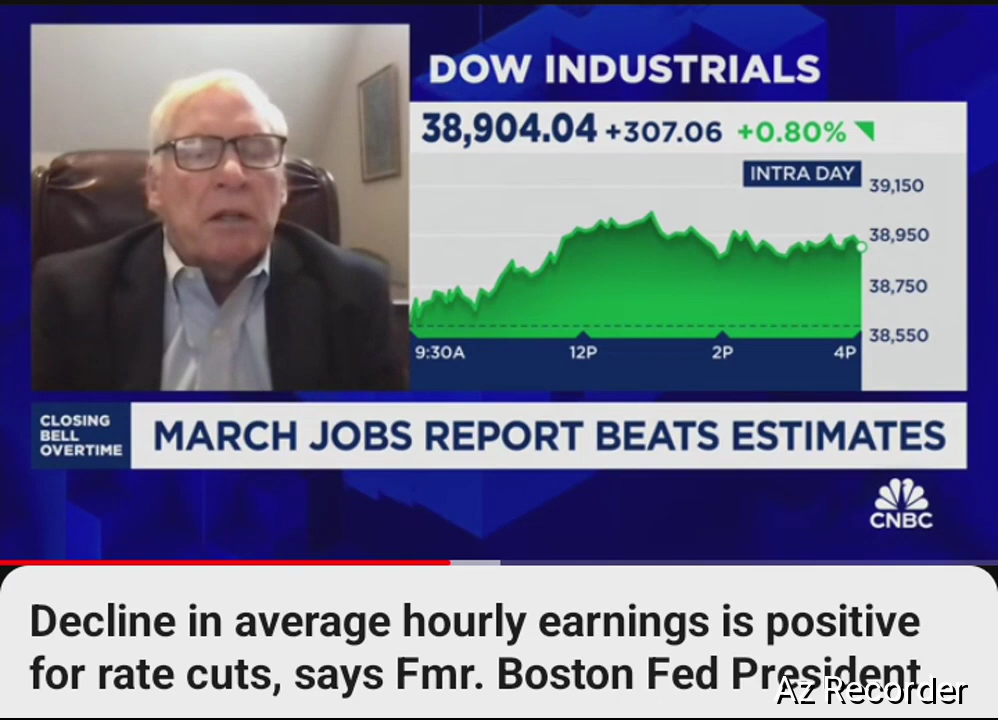 DOW INDUSTRIALS
38,904.04 +307.06 +0.80%
INTRA DAY
39,150
38,950
38,750
38,550
9:30A 12P 2P 4P
CLOSING
BELL
OVERTIME
MARCH JOBS REPORT BEATS ESTIMATES
CNBC
Decline in average hourly earnings is positive
for rate cuts, says Fmr. Boston Fed President
Az Recorder